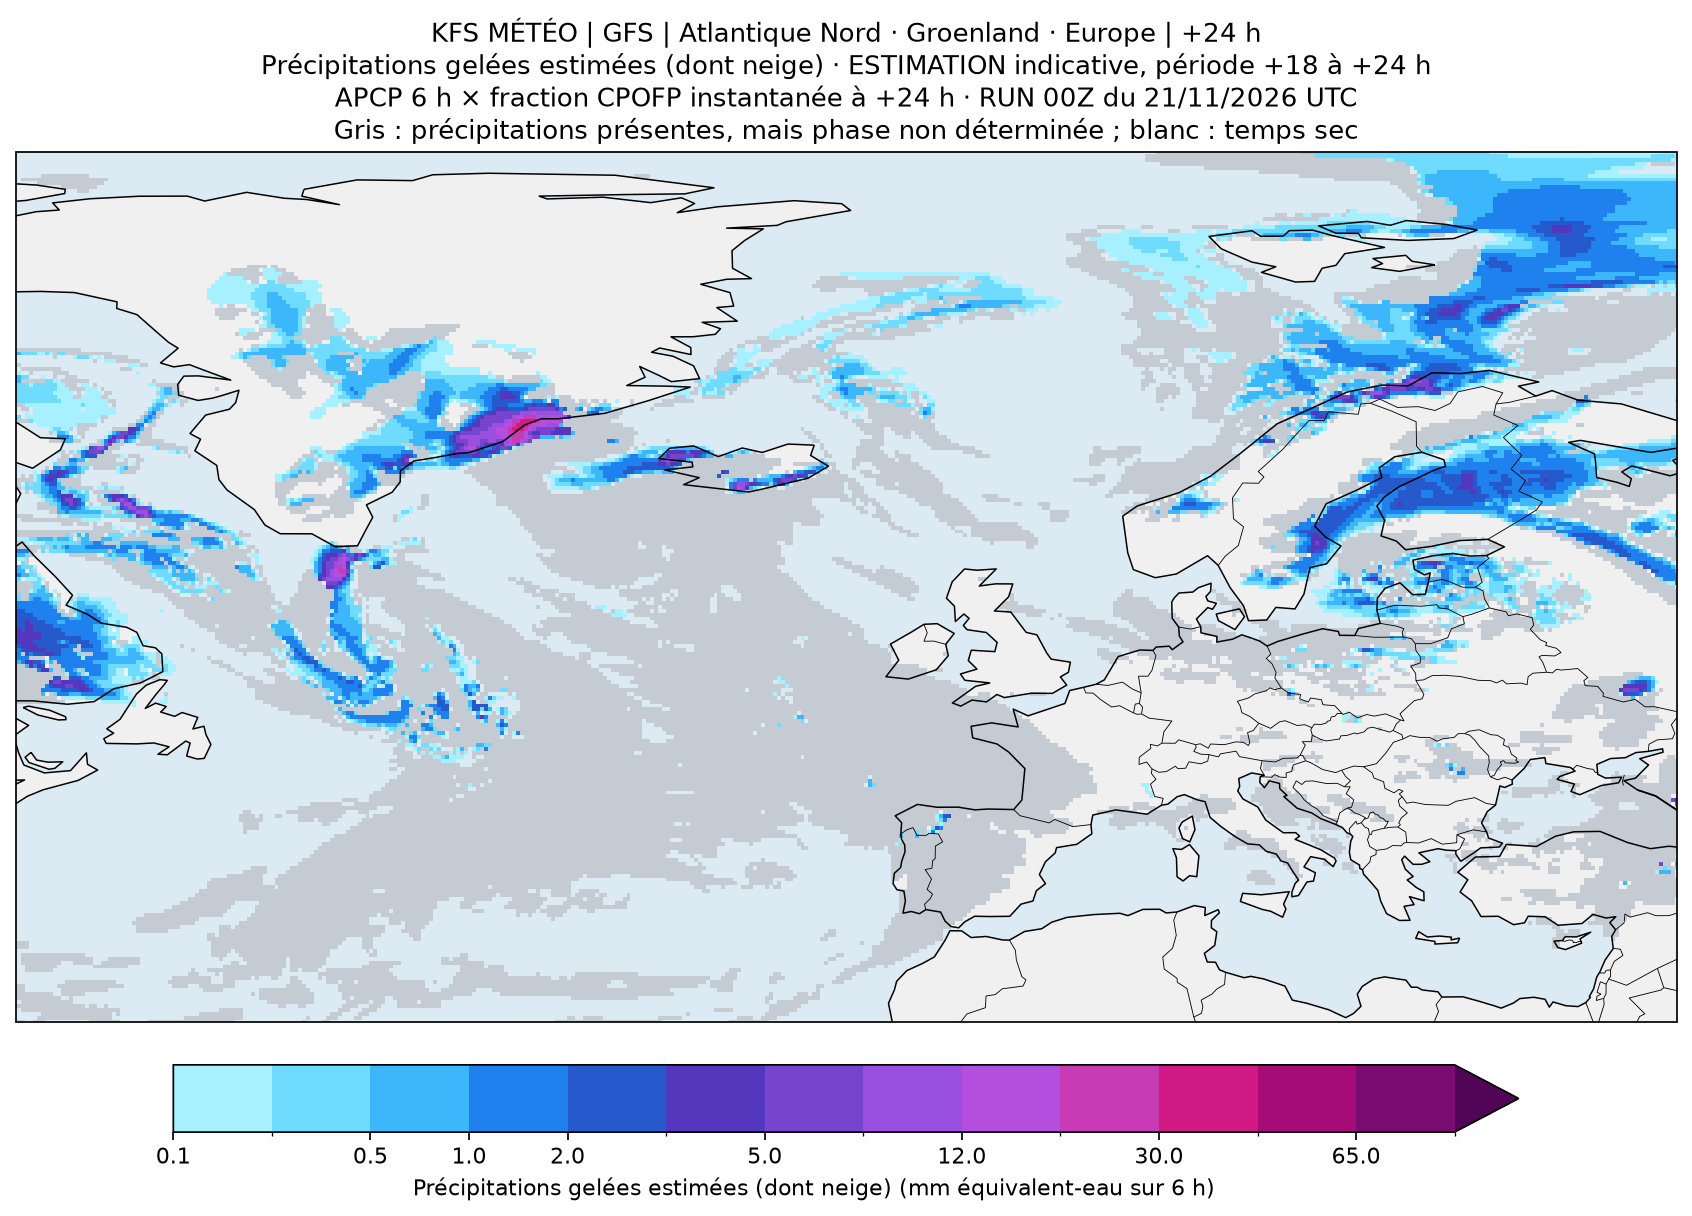 KFS MÉTÉO | GFS | Atlantique Nord · Groenland · Europe | +24 h
Précipitations gelées estimées (dont neige) · ESTIMATION indicative, période +18 à +24 h
APCP 6 h × fraction CPOFP instantanée à +24 h · RUN 00Z du 21/11/2026 UTC
Gris : précipitations présentes, mais phase non déterminée ; blanc : temps sec
0.1 0.5 1.0 2.0 5.0 12.0 30.0 65.0
Précipitations gelées estimées (dont neige) (mm équivalent-eau sur 6 h)